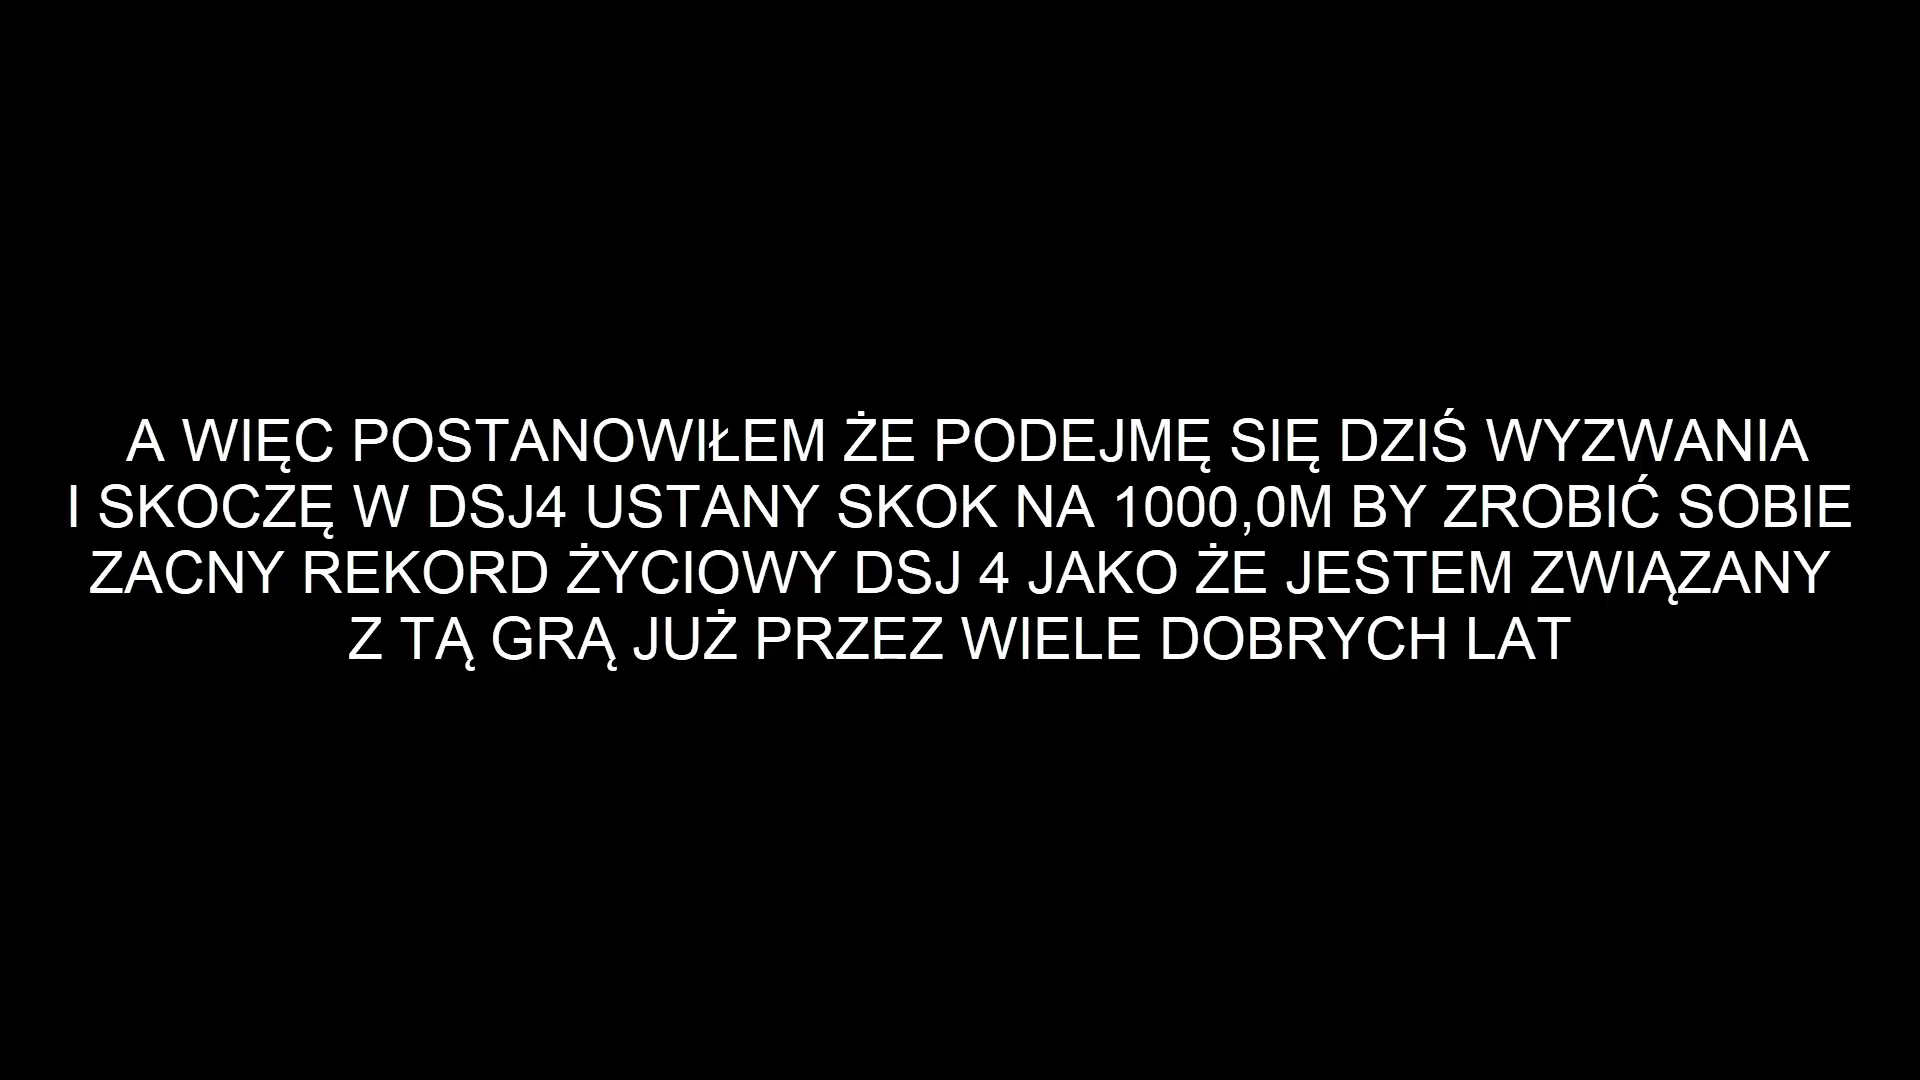 A WIĘC POSTANOWIŁEM ŻE PODEJMĘ SIĘ DZIŚ WYZWANIA
I SKOCZĘ W DSJ4 USTANY SKOK NA 1000,0M BY ZROBIĆ SOBIE
ZACNY REKORD ŻYCIOWY DSJ 4 JAKO ŻE JESTEM ZWIĄZANY
Z TĄ GRĄ JUŻ PRZEZ WIELE DOBRYCH LAT